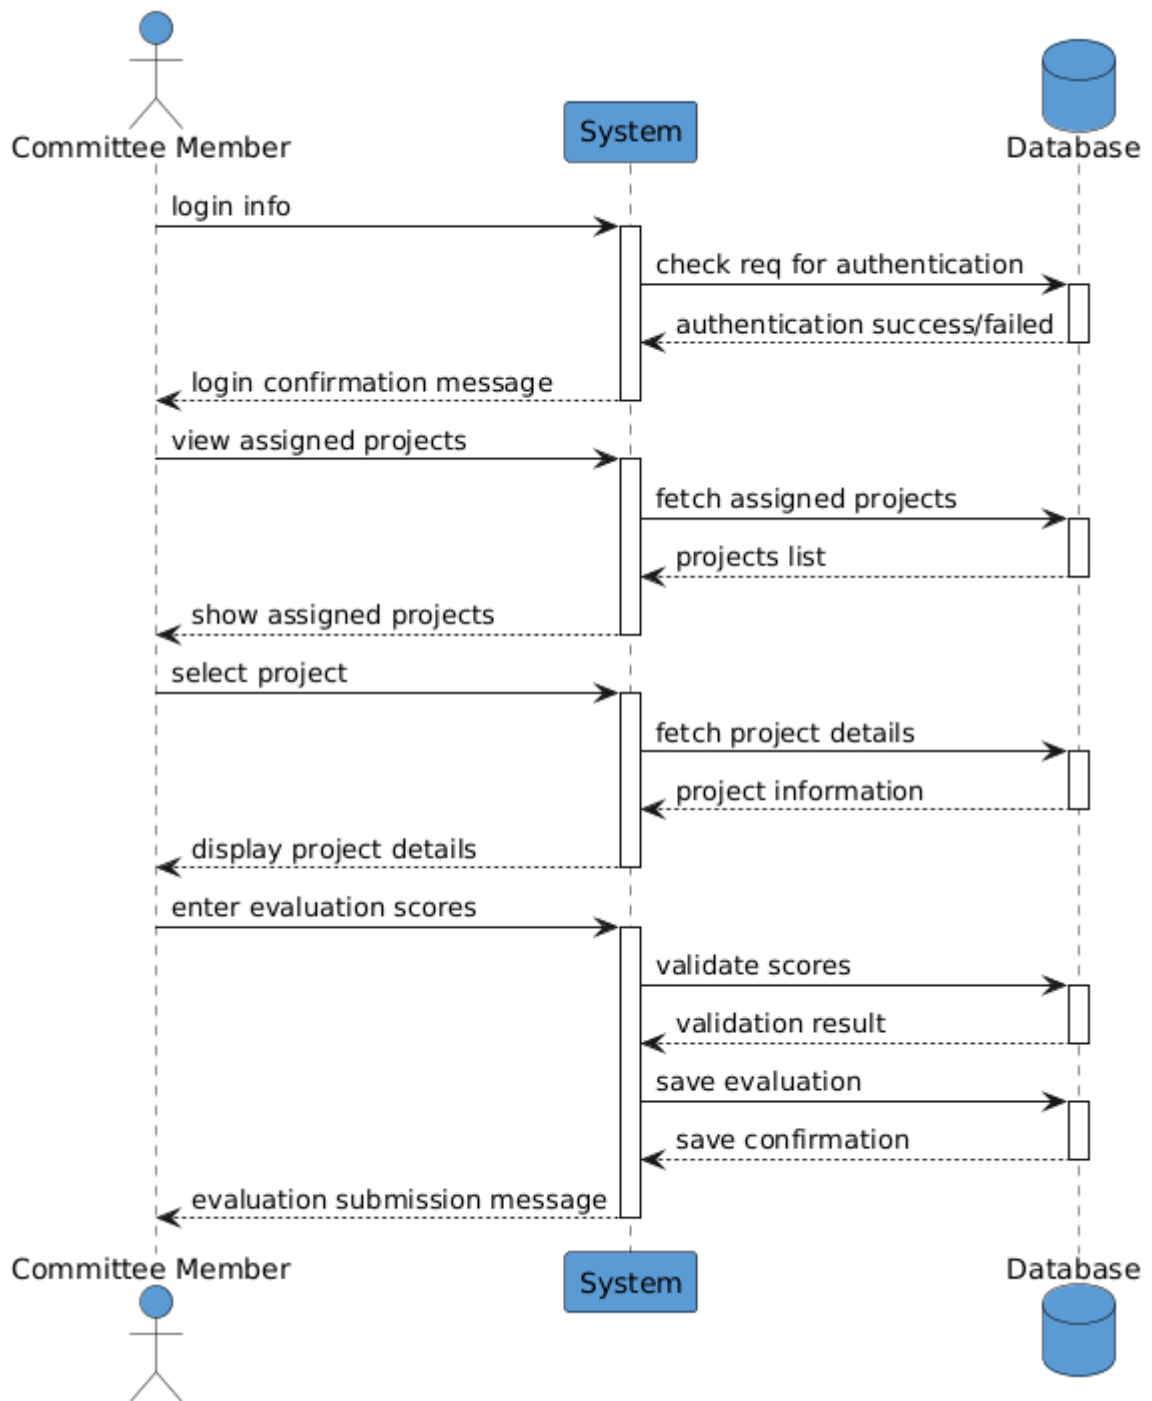 Committee Member
System
Database
login info
check req for authentication
authentication success/failed
login confirmation message
view assigned projects
fetch assigned projects
projects list
show assigned projects
select project
fetch project details
project information
display project details
enter evaluation scores
validate scores
validation result
save evaluation
save confirmation
evaluation submission message
Committee Member
System
Database